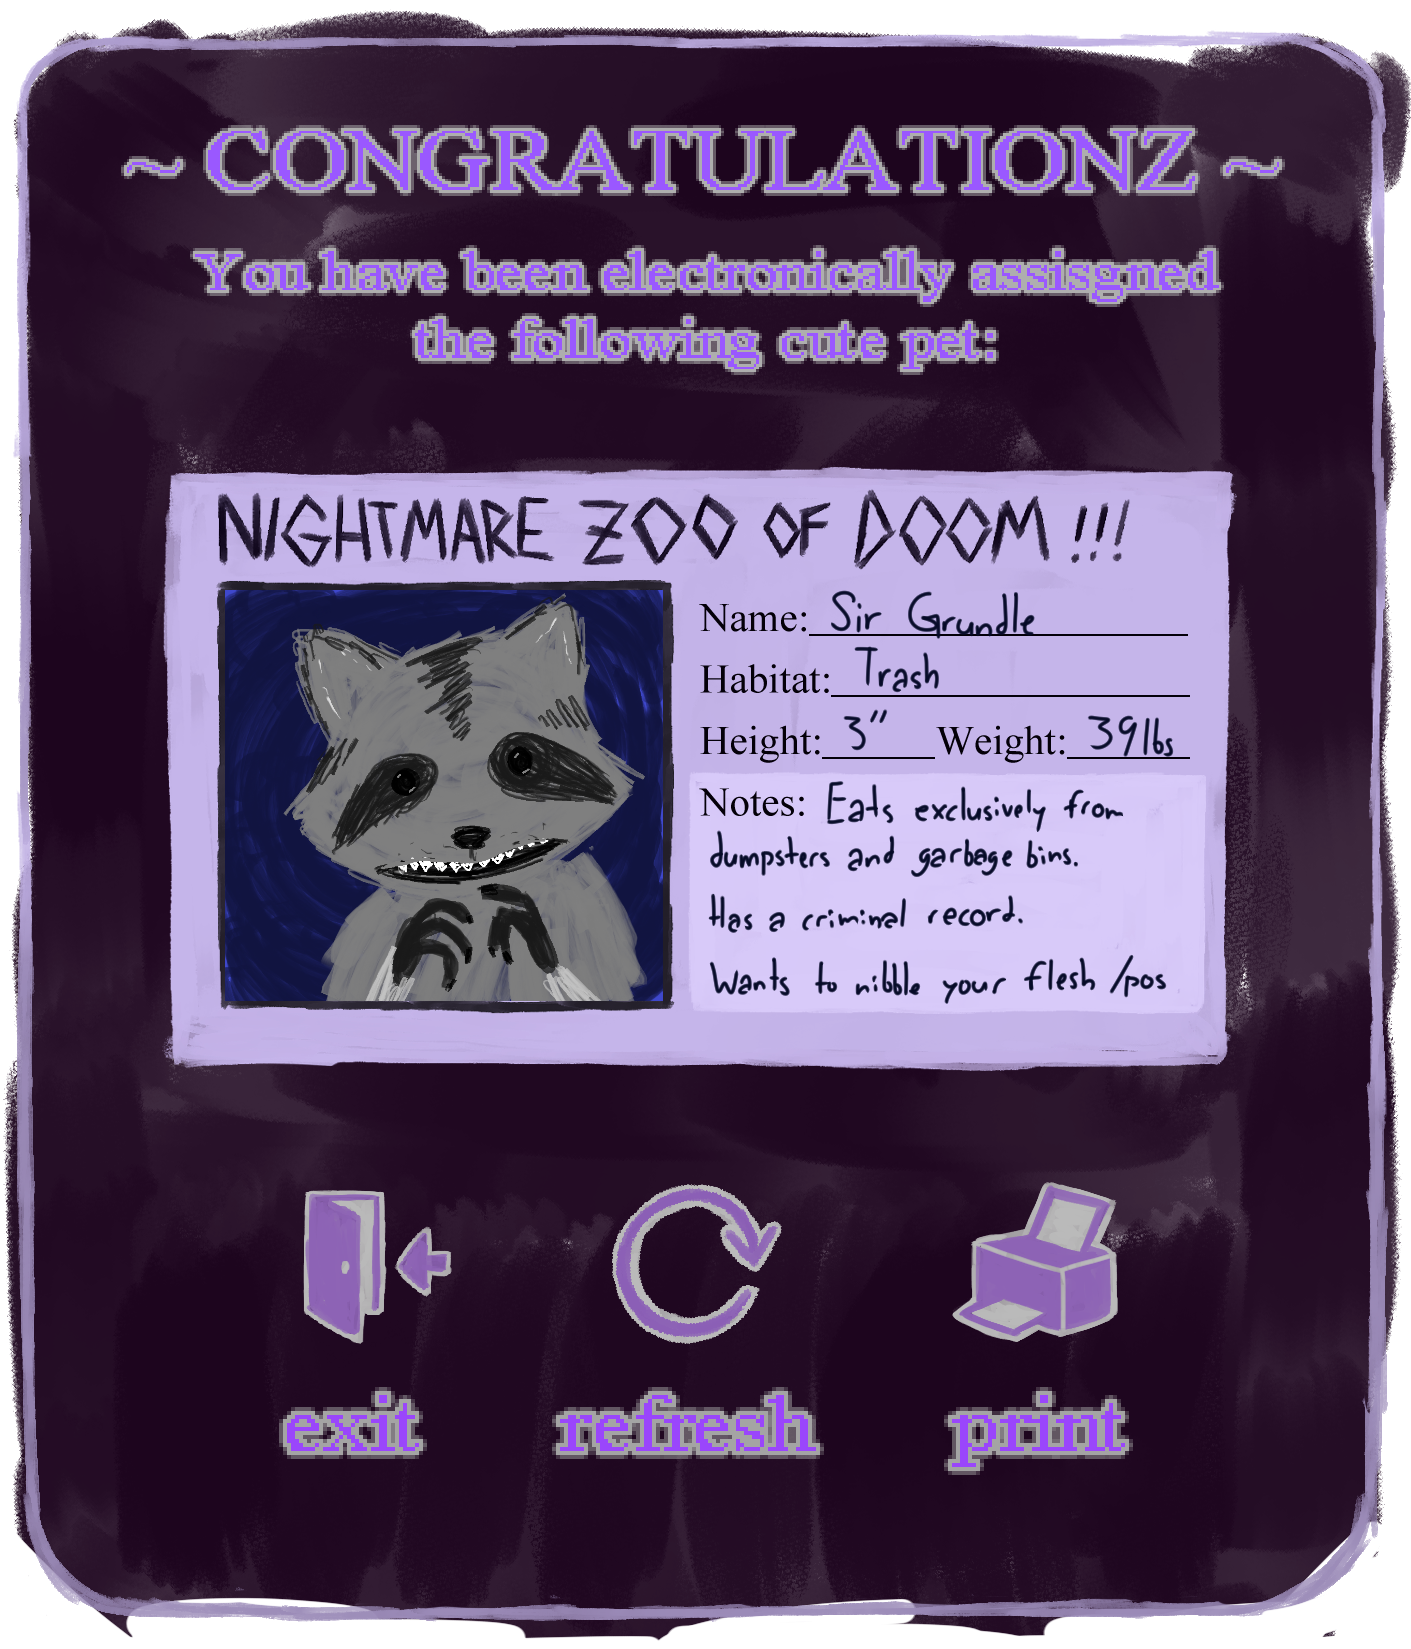 ~ CONGRATULATIONZ ~
You have been electronically assisgned
the following cute pet:
NIGHTMARE ZOO OF DOOM !!!
Name: Sir Grundle
Habitat: Trash
Height: 3" Weight: 39lbs
Notes: Eats exclusively from
dumpsters and garbage bins.
Has a criminal record.
Wants to nibble your flesh /pos
exit refresh print